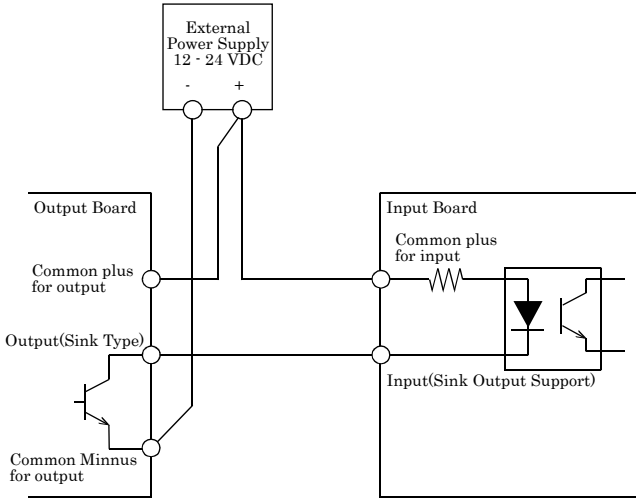 External
Power Supply
12 - 24 VDC
- +
Output Board
Input Board
Common plus
for input
Common plus
for output
Output(Sink Type)
Input(Sink Output Support)
Common Minnus
for output